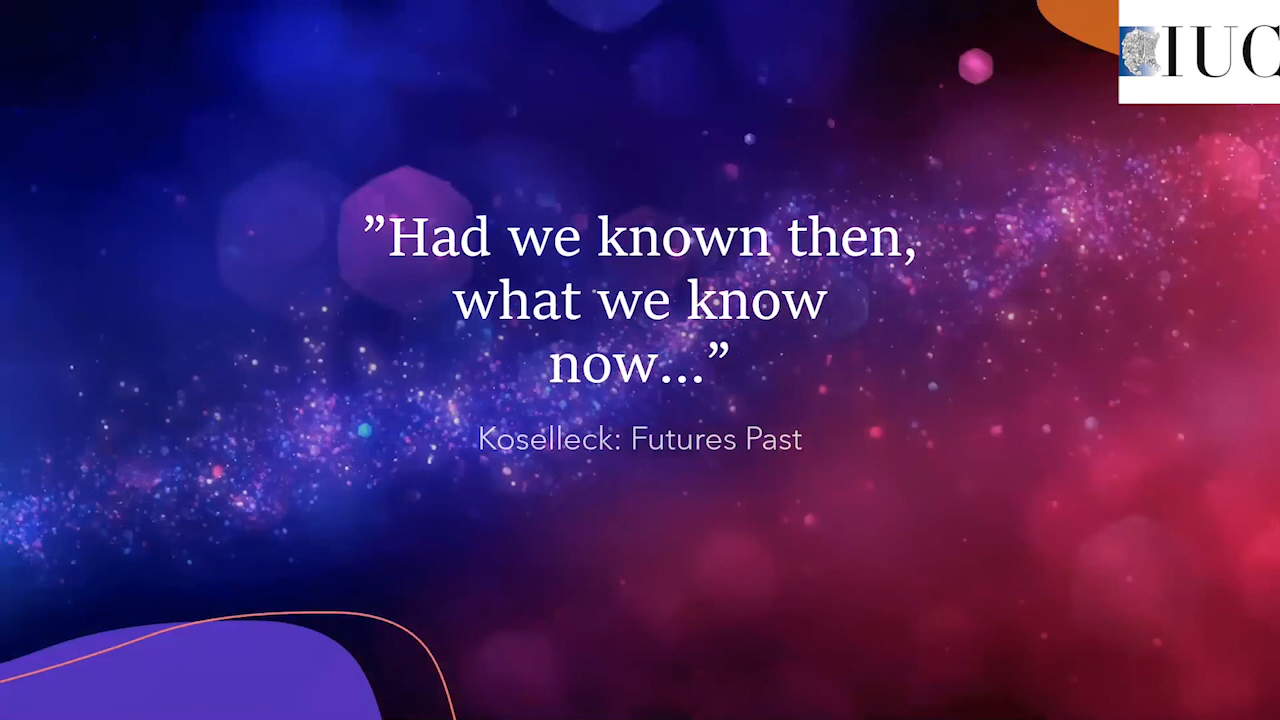 IUC
”Had we known then,
what we know
now...”
Koselleck: Futures Past